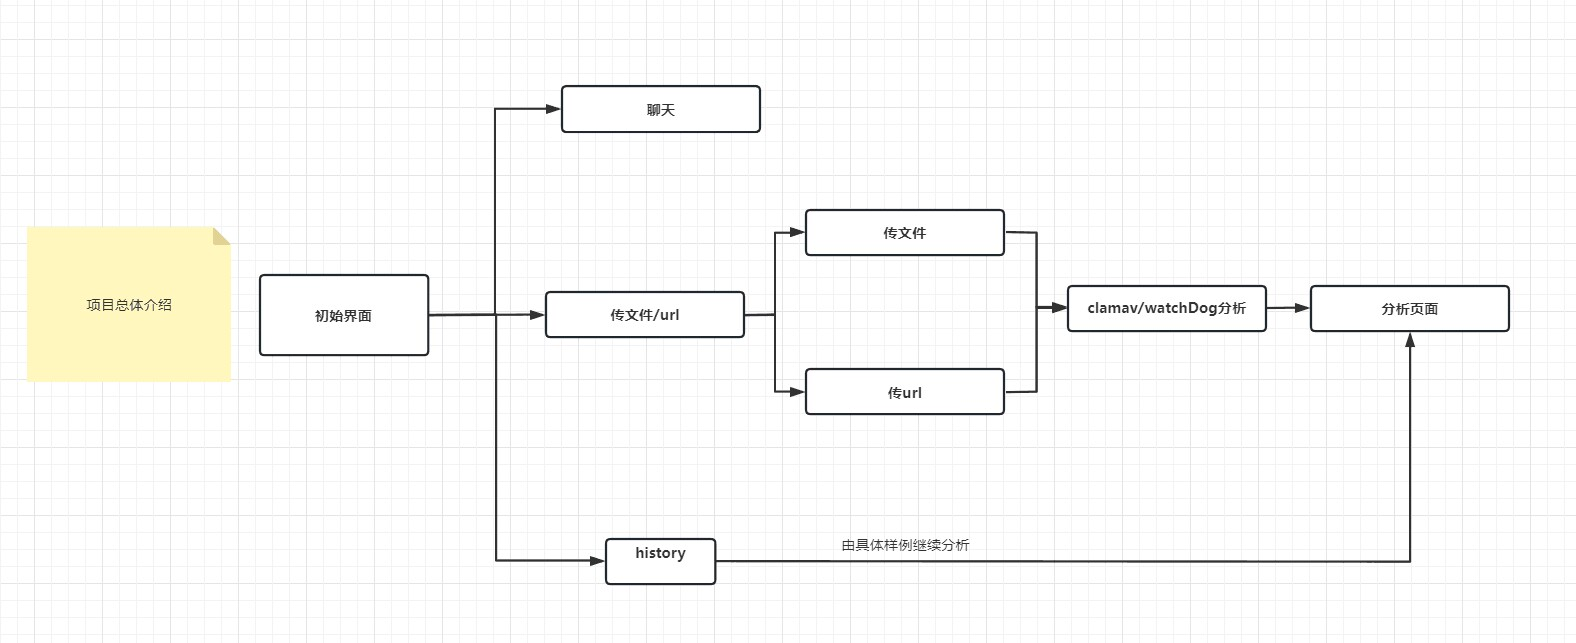 聊天
传文件
项目总体介绍
初始界面
传文件/url
clamav/watchDog分析
分析页面
传url
history
由具体样例继续分析